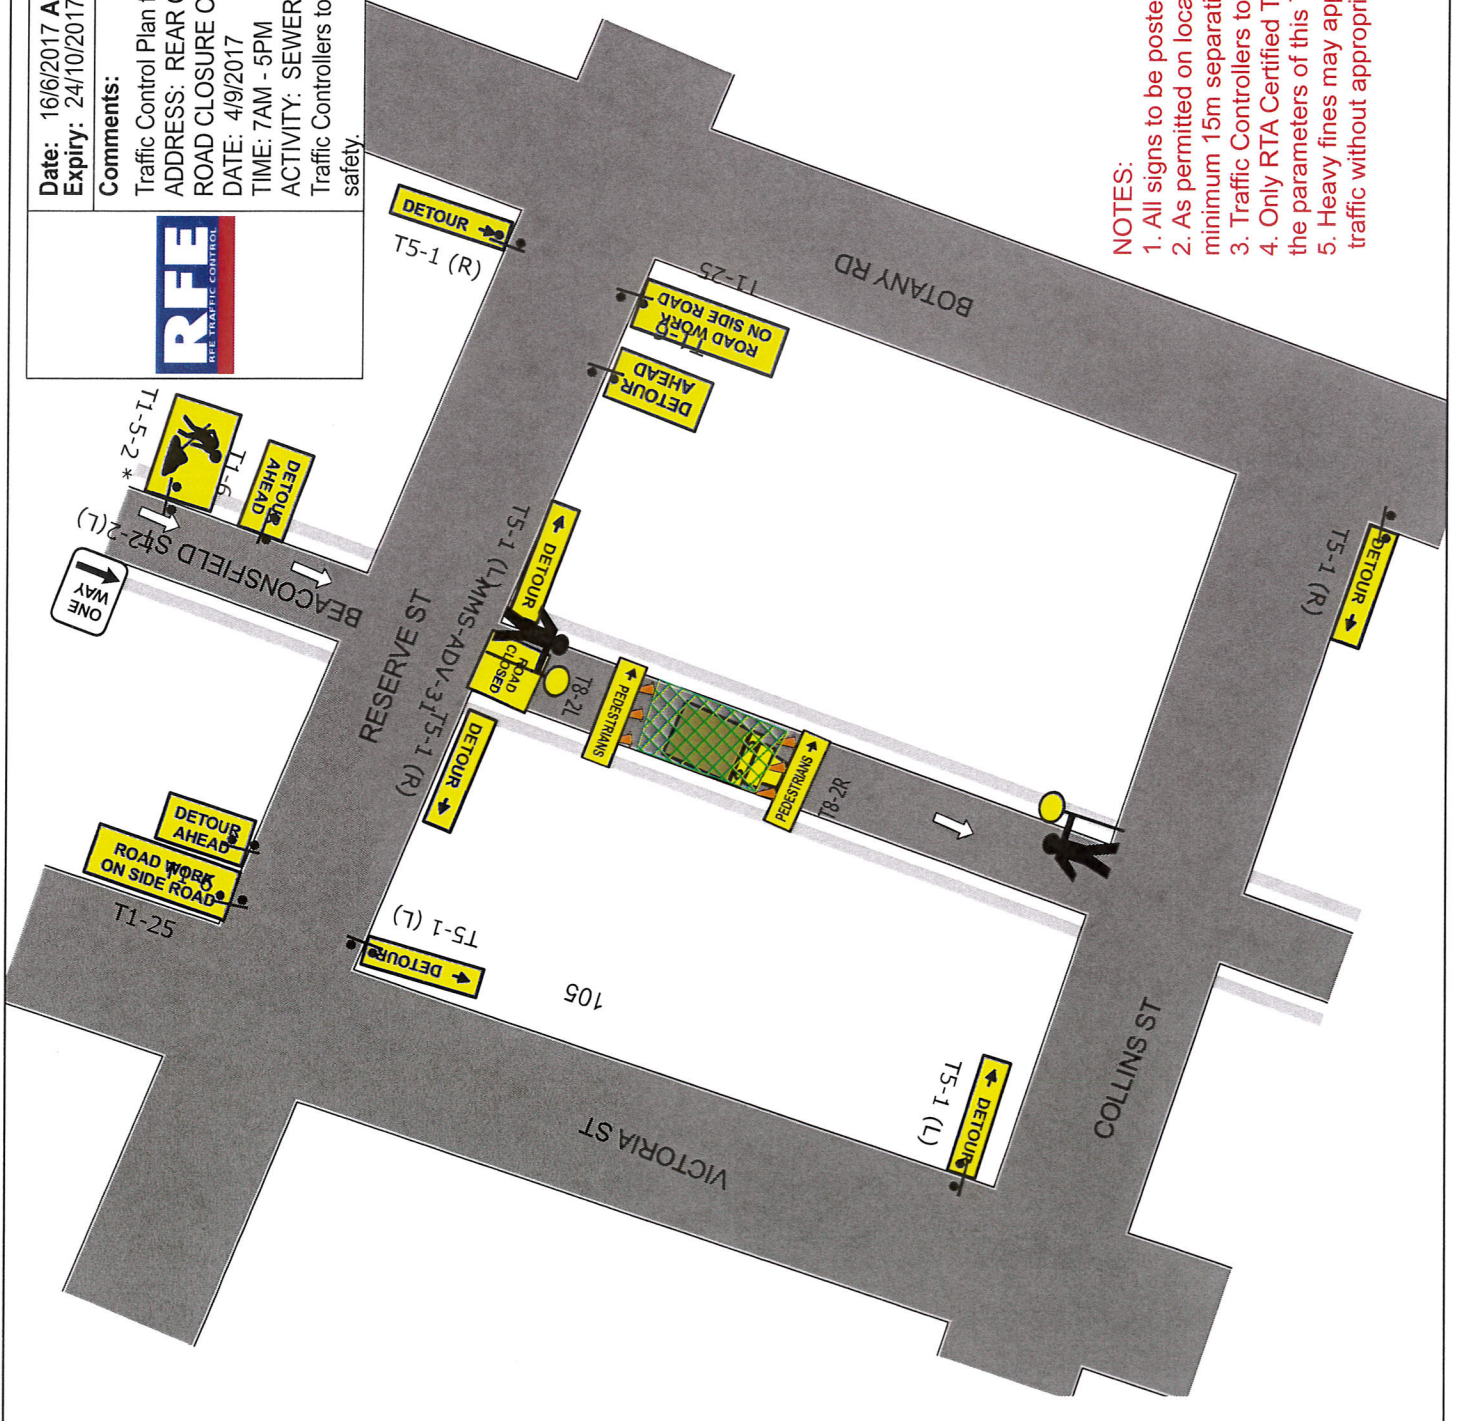 Date: 16/6/2017 A
Expiry: 24/10/2017
Comments:
Traffic Control Plan f
ADDRESS: REAR
ROAD CLOSURE
DATE: 4/9/2017
TIME: 7AM - 5PM
ACTIVITY: SEWER
Traffic Controllers to
safety.
RFE
RFE TRAFFIC CONTROL
NOTES:
1. All signs to be poste
2. As permitted on loca
minimum 15m separati
3. Traffic Controllers to
4. Only RTA Certified T
the parameters of this
5. Heavy fines may app
traffic without appropri
T1-5-2 *
T1-6
DETOUR
AHEAD
T2-2(L)
BEACONSFIELD ST
ONE
WAY
DETOUR
T5-1 (R)
T1-25
ROAD WORK
ON SIDE ROAD
T1-6
DETOUR
AHEAD
BOTANY RD
RESERVE ST
T5-1 (L)
DETOUR
MMS-ADV-31
ROAD
CLOSED
T5-1 (R)
DETOUR
T8-2L
PEDESTRIANS
PEDESTRIANS
T8-2R
DETOUR
AHEAD
ROAD WORK
ON SIDE ROAD
T1-6
T1-25
T5-1 (L)
DETOUR
105
VICTORIA ST
T5-1 (L)
DETOUR
COLLINS ST
T5-1 (R)
DETOUR